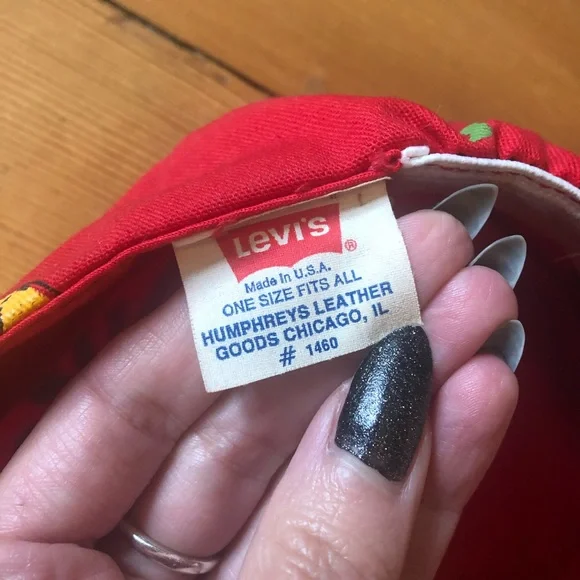 Levi's ®
Made in U.S.A.
ONE SIZE FITS ALL
HUMPHREYS LEATHER
GOODS CHICAGO, IL
# 1460